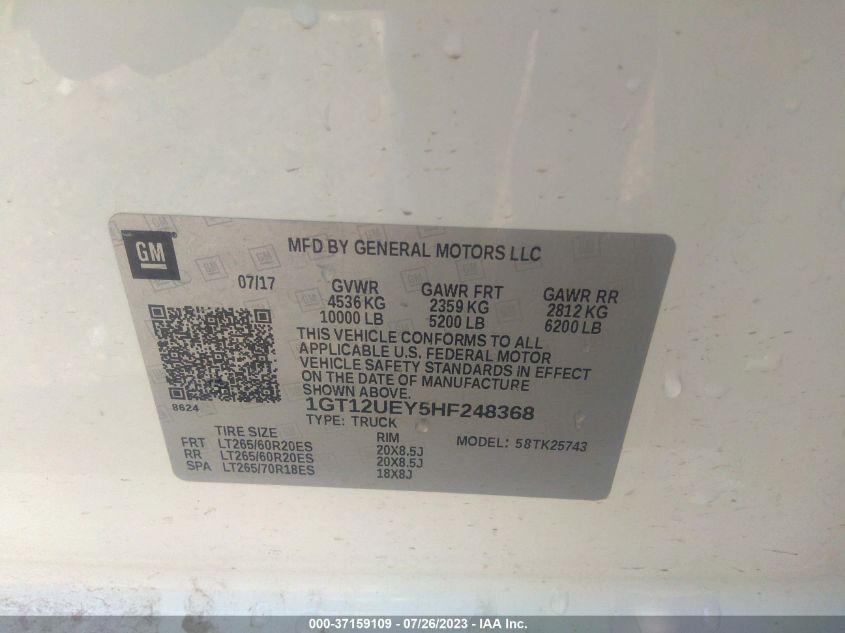 GM
MFD BY GENERAL MOTORS LLC
07/17
GVWR GAWR FRT GAWR RR
4536 KG 2359 KG 2812 KG
10000 LB 5200 LB 6200 LB
THIS VEHICLE CONFORMS TO ALL
APPLICABLE U.S. FEDERAL MOTOR
VEHICLE SAFETY STANDARDS IN EFFECT
ON THE DATE OF MANUFACTURE
SHOWN ABOVE.
8624
1GT12UEY5HF248368
TYPE: TRUCK
MODEL: 58TK25743
TIRE SIZE RIM
FRT LT265/60R20ES 20X8.5J
RR LT265/60R20ES 20X8.5J
SPA LT265/70R18ES 18X8J
000-37159109 - 07/26/2023 - IAA Inc.